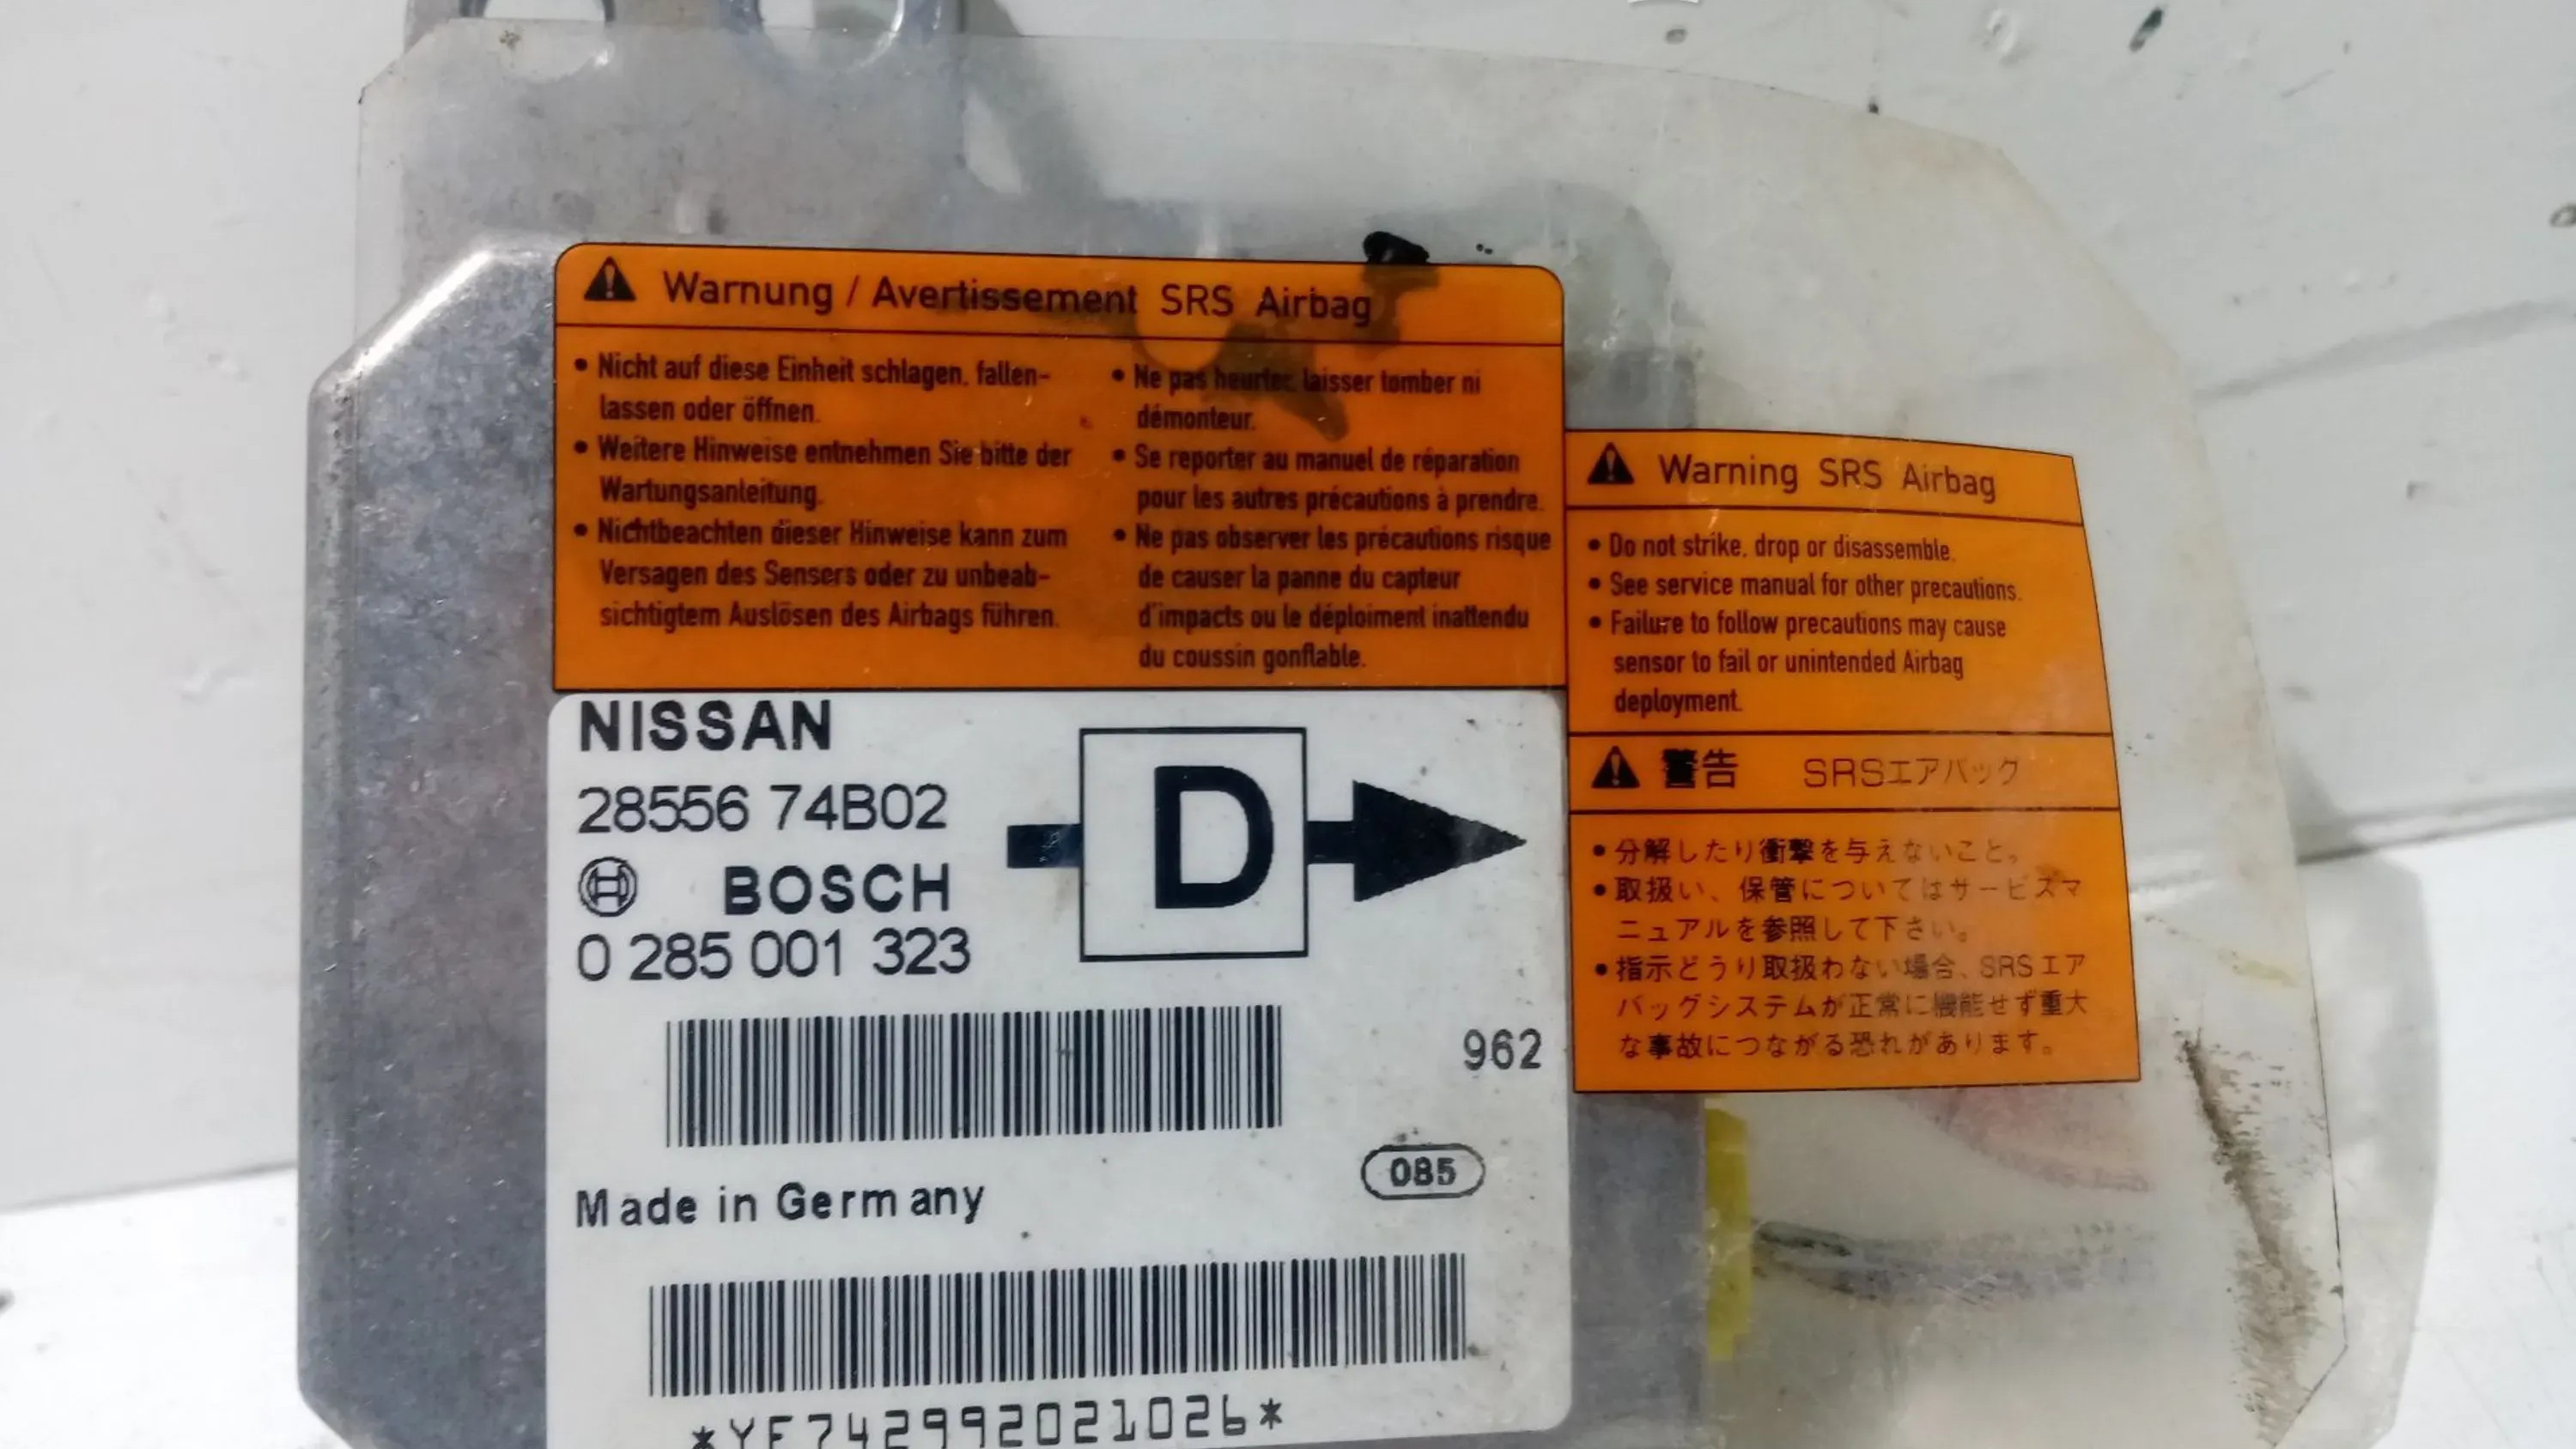 Warnung / Avertissement SRS Airbag
• Nicht auf diese Einheit schlagen, fallen-
lassen oder öffnen.
• Weitere Hinweise entnehmen Sie bitte der
Wartungsanleitung.
• Nichtbeachten dieser Hinweise kann zum
Versagen des Sensers oder zu unbeab-
sichtigtem Auslösen des Airbags führen.
• Ne pas heurter, laisser tomber ni
démonteur.
• Se reporter au manuel de réparation
pour les autres précautions à prendre.
• Ne pas observer les précautions risque
de causer la panne du capteur
d'impacts ou le déploiment inattendu
du coussin gonflable.
Warning SRS Airbag
• Do not strike, drop or disassemble.
• See service manual for other precautions.
• Failure to follow precautions may cause
sensor to fail or unintended Airbag
deployment.
警告 SRSエアバッグ
• 分解したり衝撃を与えないこと。
• 取扱い、保管についてはサービスマ
ニュアルを参照して下さい。
• 指示どうり取扱わない場合、SRSエア
バッグシステムが正常に機能せず重大
な事故につながる恐れがあります。
NISSAN
28556 74B02
BOSCH
0 285 001 323
D
962
085
Made in Germany
*YF742992021026*